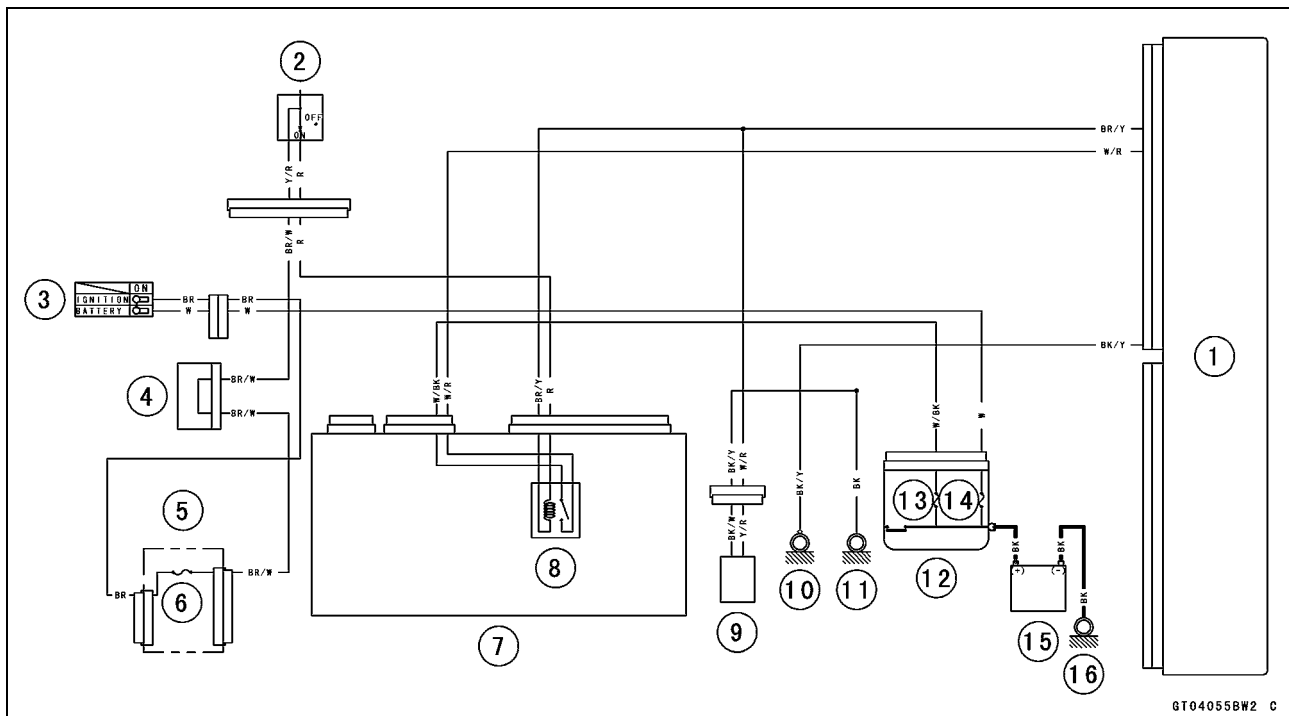 2
OFF
ON
Y/R
R
BR/W
R
3
ON
IGNITION
BATTERY
BR
W
BR
W
BR/Y
W/R
1
4
BR/W
BR/W
BK/Y
W/BK
W/R
BR/Y
R
W/BK
W
5
BK/Y
W/R
BK/Y
BK
13
14
BK/W
Y/R
8
10
11
12
BK
BK
(+)
(-)
BR
6
BR/W
9
7
15
BK
16
GT04055BW2 C